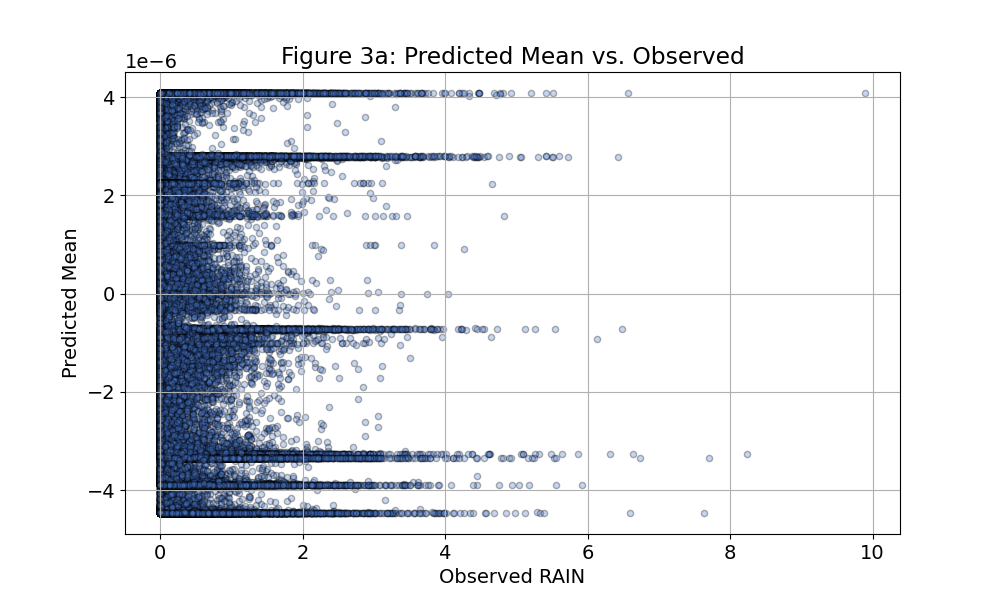 Figure 3a: Predicted Mean vs. Observed
1e−6
4
2
0
−2
−4
Predicted Mean
0 2 4 6 8 10
Observed RAIN